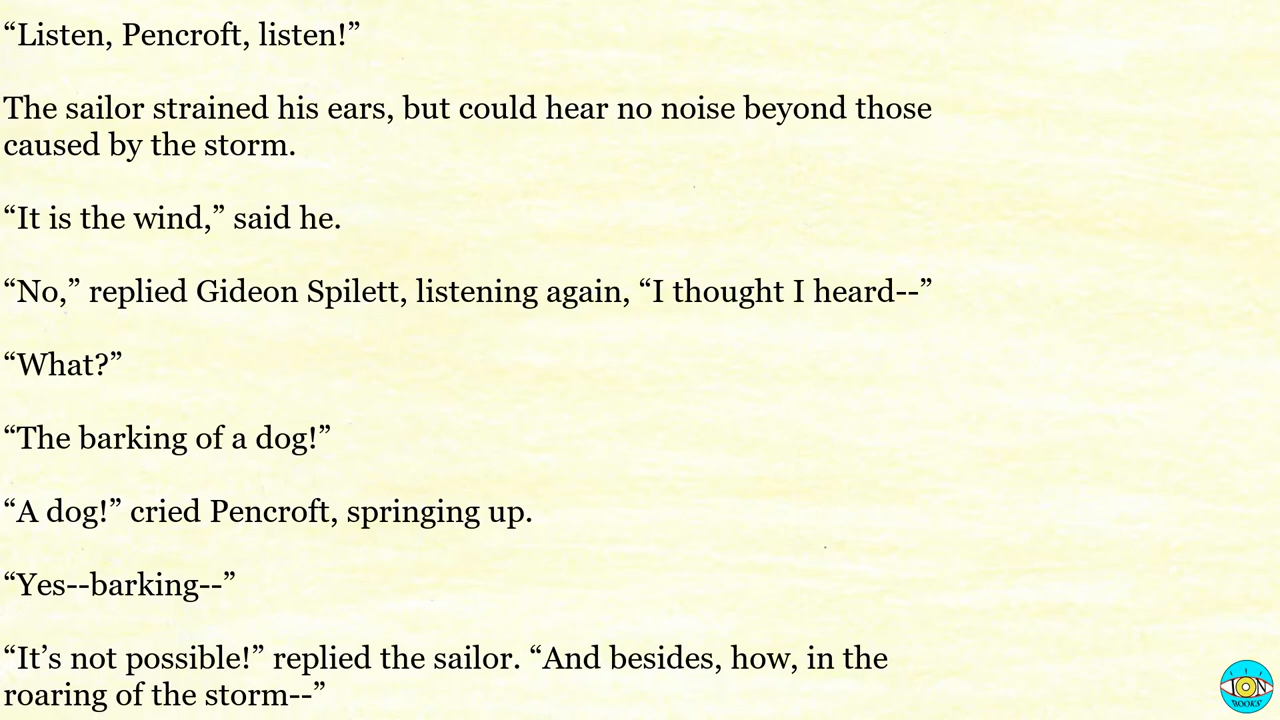 “Listen, Pencroft, listen!”
The sailor strained his ears, but could hear no noise beyond those
caused by the storm.
“It is the wind,” said he.
“No,” replied Gideon Spilett, listening again, “I thought I heard--”
“What?”
“The barking of a dog!”
“A dog!” cried Pencroft, springing up.
“Yes--barking--”
“It’s not possible!” replied the sailor. “And besides, how, in the
roaring of the storm--”
ION
BOOKS